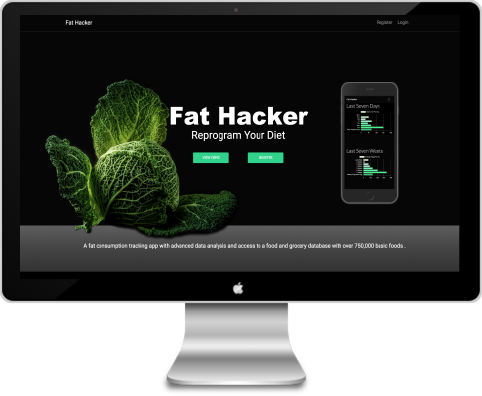 Fat Hacker
Register Login
Fat Hacker
Reprogram Your Diet
REGISTER
Fat Hacker
Last Seven Days
Last Seven Weeks
A fat consumption tracking app with advanced data analysis and access to a food and grocery database with over 750,000 basic foods .